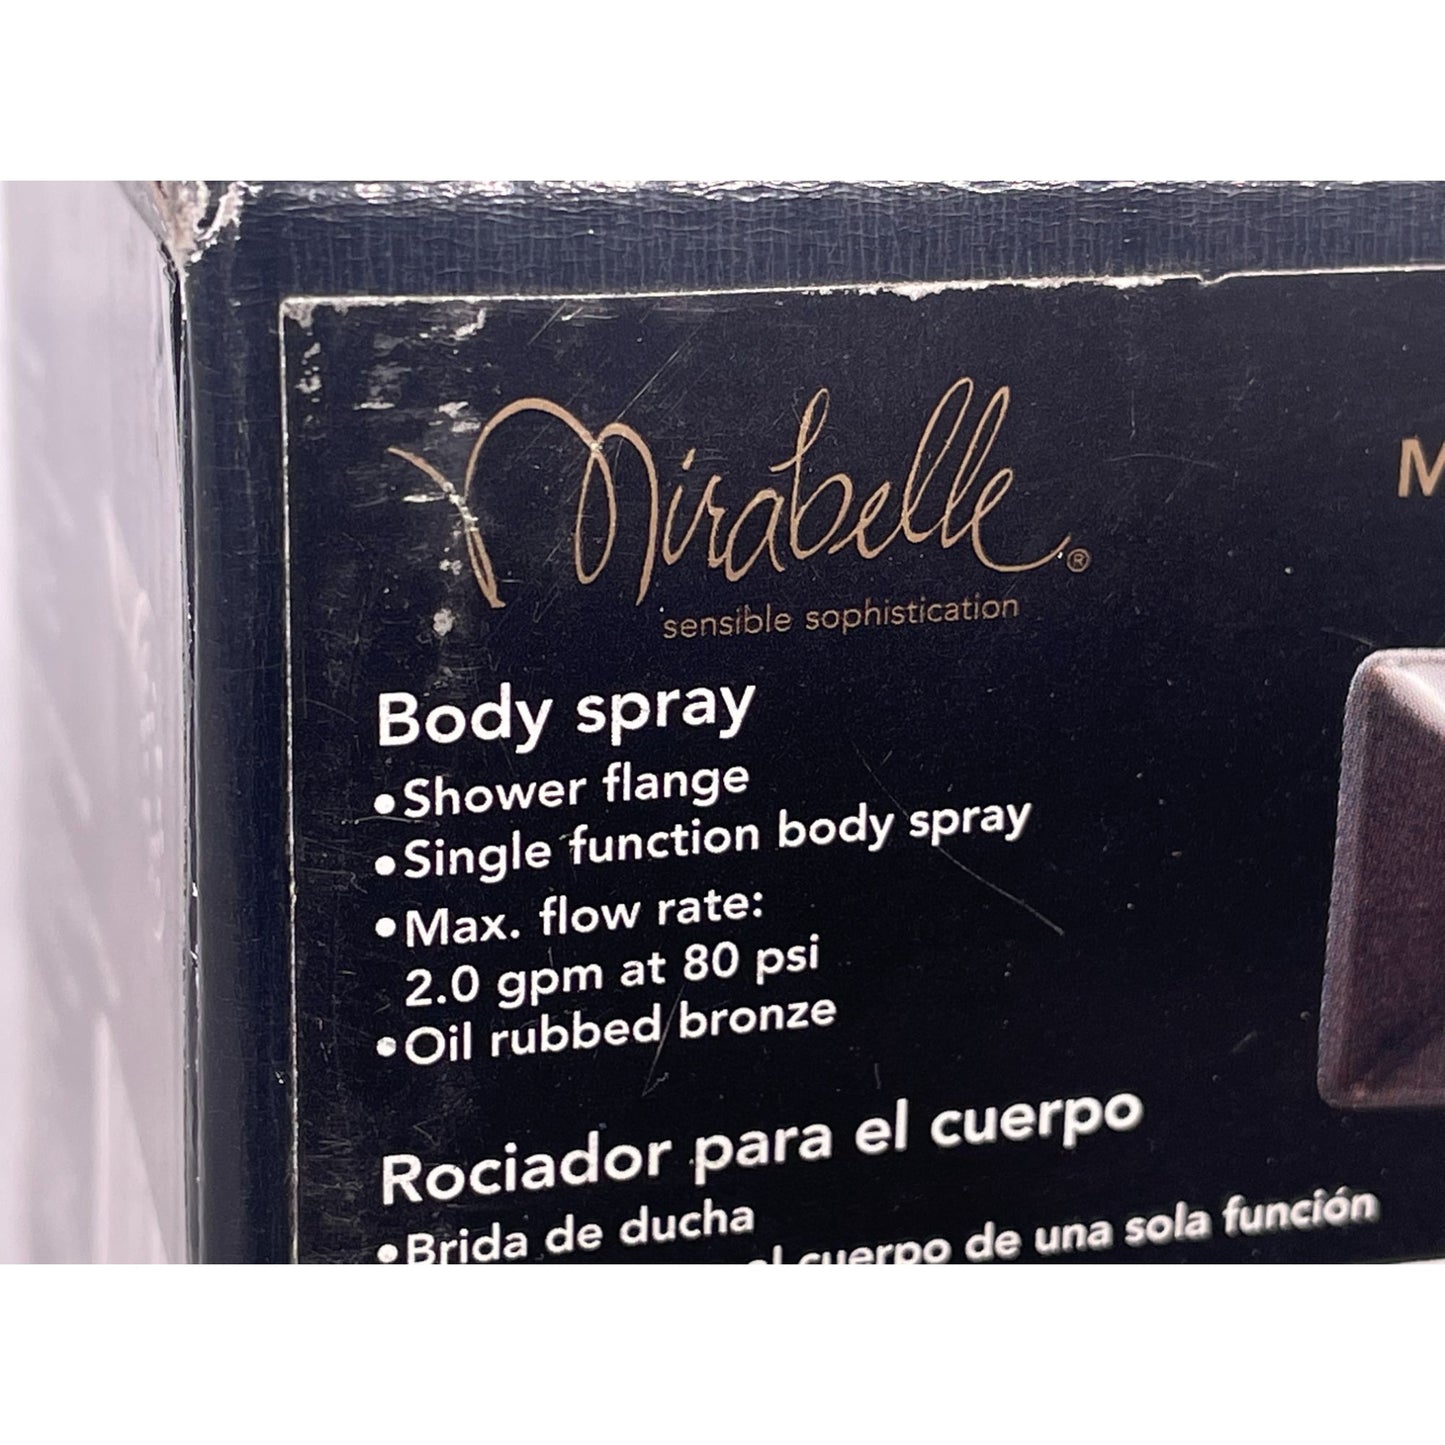 Mirabelle®
sensible sophistication
M
Body spray
•Shower flange
•Single function body spray
•Max. flow rate:
2.0 gpm at 80 psi
•Oil rubbed bronze
Rociador para el cuerpo
•Brida de ducha
el cuerpo de una sola función